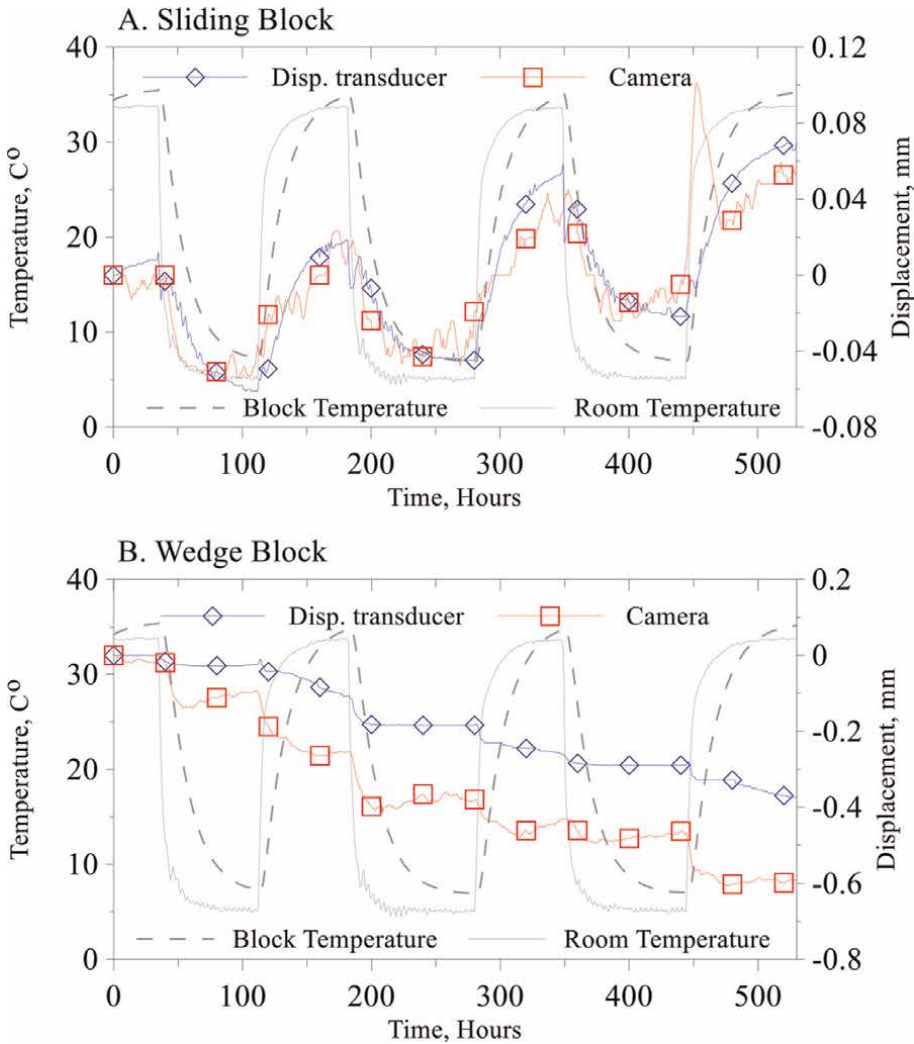 A. Sliding Block
40 0.12
Disp. transducer Camera
30 0.08
0.04
20 0
10 -0.04
Block Temperature Room Temperature
0 -0.08
Temperature, C⁰
Displacement, mm
0 100 200 300 400 500
Time, Hours
B. Wedge Block
40 0.2
Disp. transducer Camera
0
30
-0.2
20
-0.4
10 -0.6
Block Temperature Room Temperature
0 -0.8
Temperature, C⁰
Displacement, mm
0 100 200 300 400 500
Time, Hours